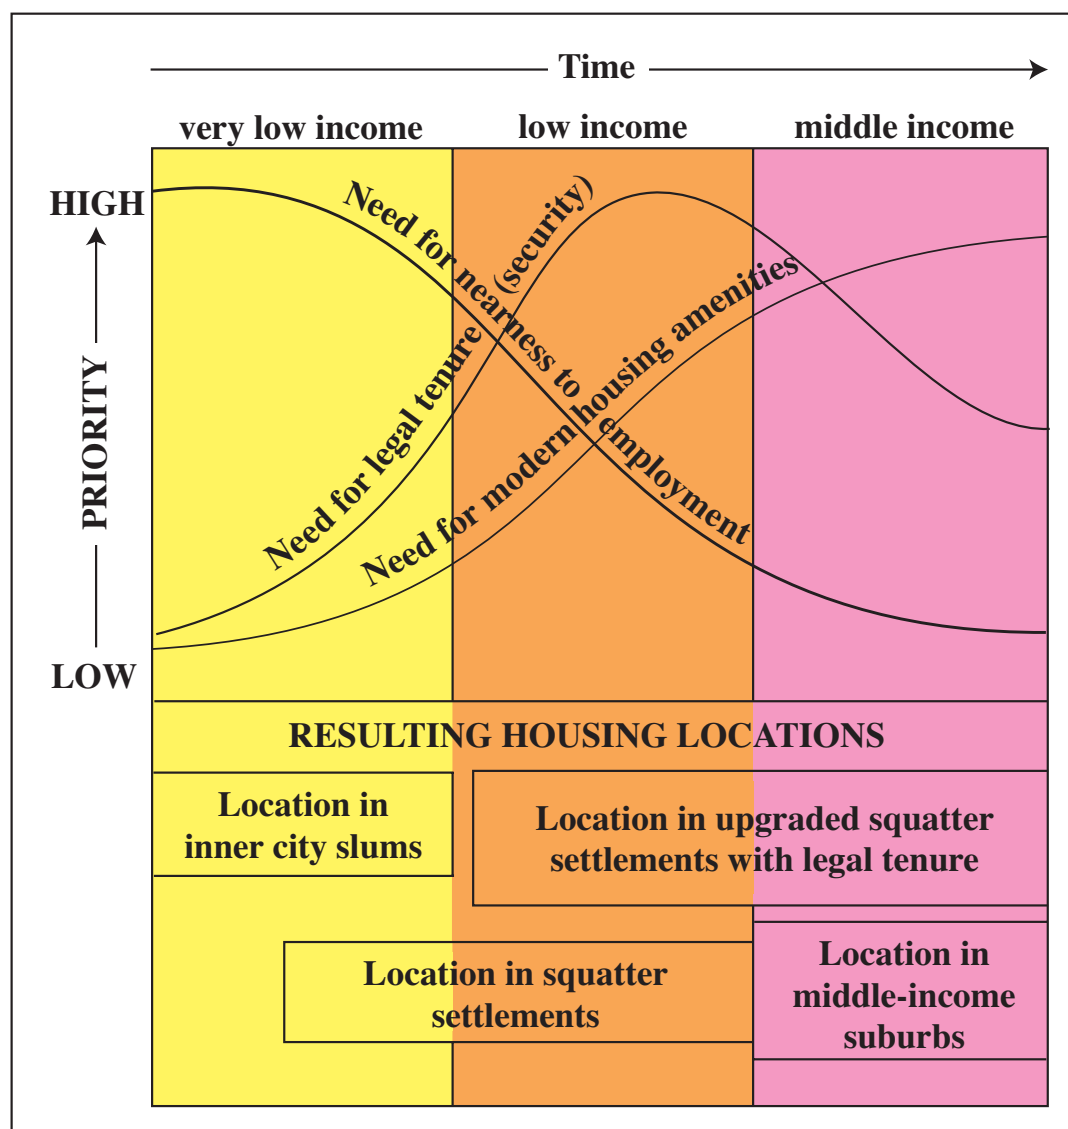 Time
very low income
low income
middle income
HIGH
PRIORITY
LOW
Need for nearness to employment
Need for legal tenure (security)
Need for modern housing amenities
RESULTING HOUSING LOCATIONS
Location in
inner city slums
Location in upgraded squatter
settlements with legal tenure
Location in squatter
settlements
Location in
middle-income
suburbs